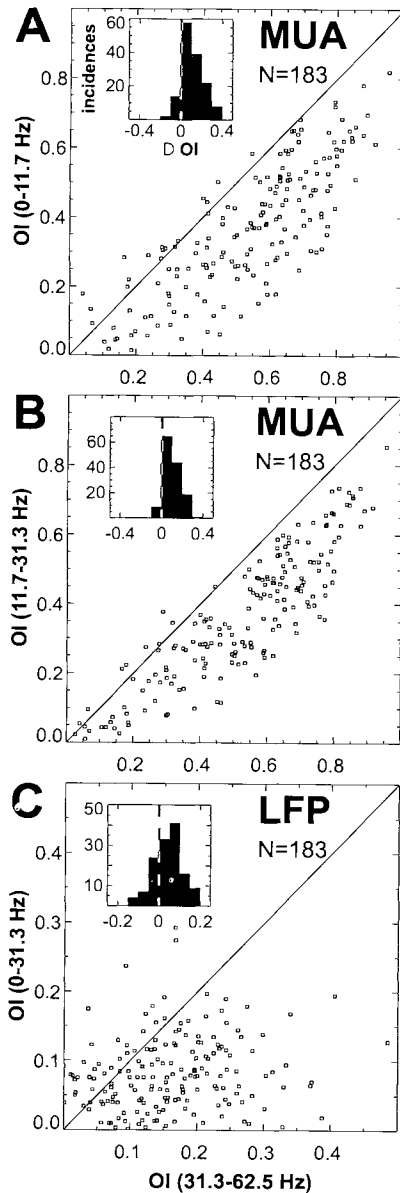 A
MUA
N=183
incidences
60
40
20
-0.4 0 0.4
D OI
OI (0-11.7 Hz)
0.8
0.6
0.4
0.2
0.0
0.2 0.4 0.6 0.8
B
MUA
N=183
60
40
20
-0.4 0 0.4
OI (11.7-31.3 Hz)
0.8
0.6
0.4
0.2
0.0
0.2 0.4 0.6 0.8
C
LFP
N=183
50
30
10
-0.2 0 0.2
OI (0-31.3 Hz)
0.4
0.3
0.2
0.1
0.0
0.1 0.2 0.3 0.4
OI (31.3-62.5 Hz)